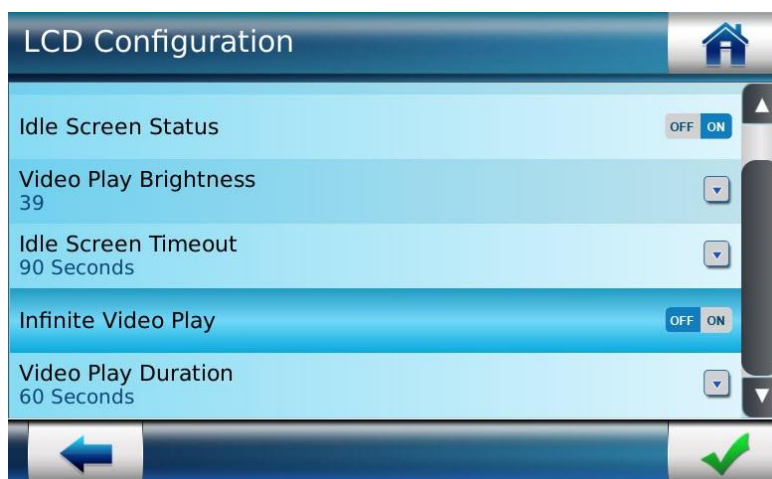 LCD Configuration
Idle Screen Status
OFF ON
Video Play Brightness
39
Idle Screen Timeout
90 Seconds
Infinite Video Play
OFF ON
Video Play Duration
60 Seconds